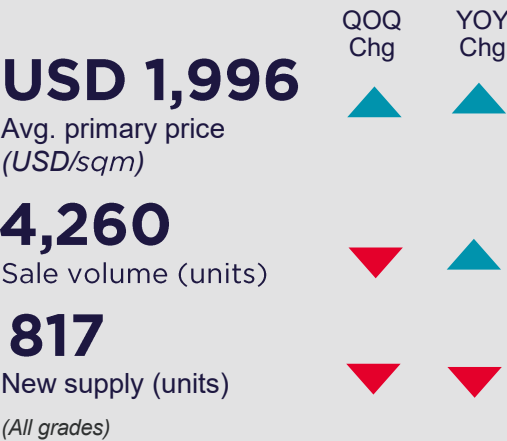 QOQ YOY
Chg Chg
USD 1,996
Avg. primary price
(USD/sqm)
4,260
Sale volume (units)
817
New supply (units)
(All grades)